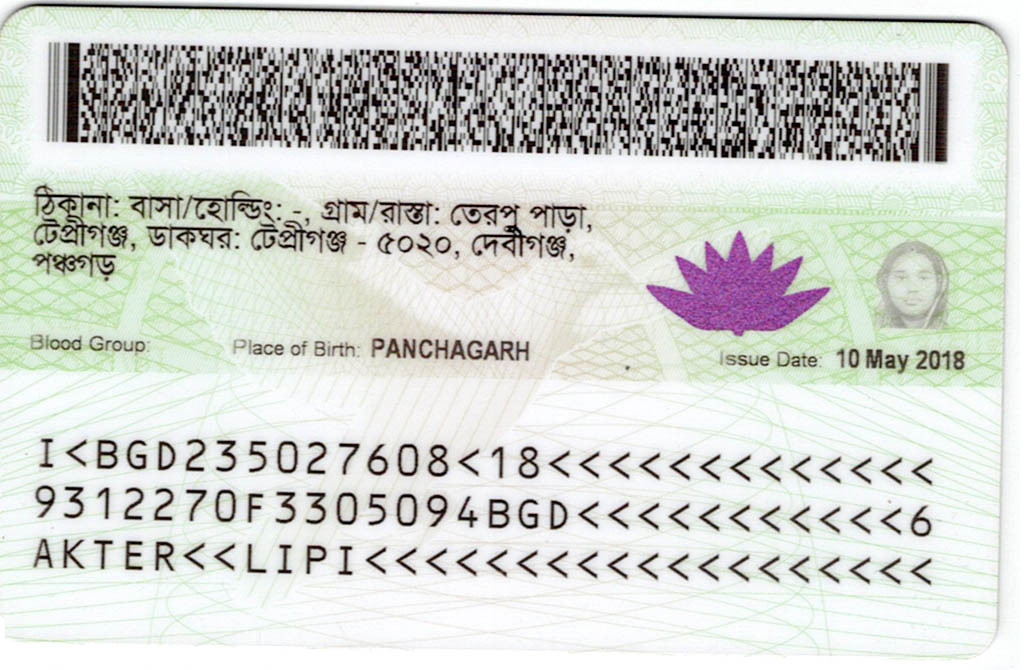 ঠিকানা: বাসা/হোল্ডিং: -, গ্রাম/রাস্তা: তেরপু পাড়া,
টেপ্রীগঞ্জ, ডাকঘর: টেপ্রীগঞ্জ - ৫০২০, দেবীগঞ্জ,
পঞ্চগড়
Blood Group: Place of Birth: PANCHAGARH Issue Date: 10 May 2018
I<BGD235027608<18<<<<<<<<<<<<<
9312270F3305094BGD<<<<<<<<<<<6
AKTER<<LIPI<<<<<<<<<<<<<<<<<<<